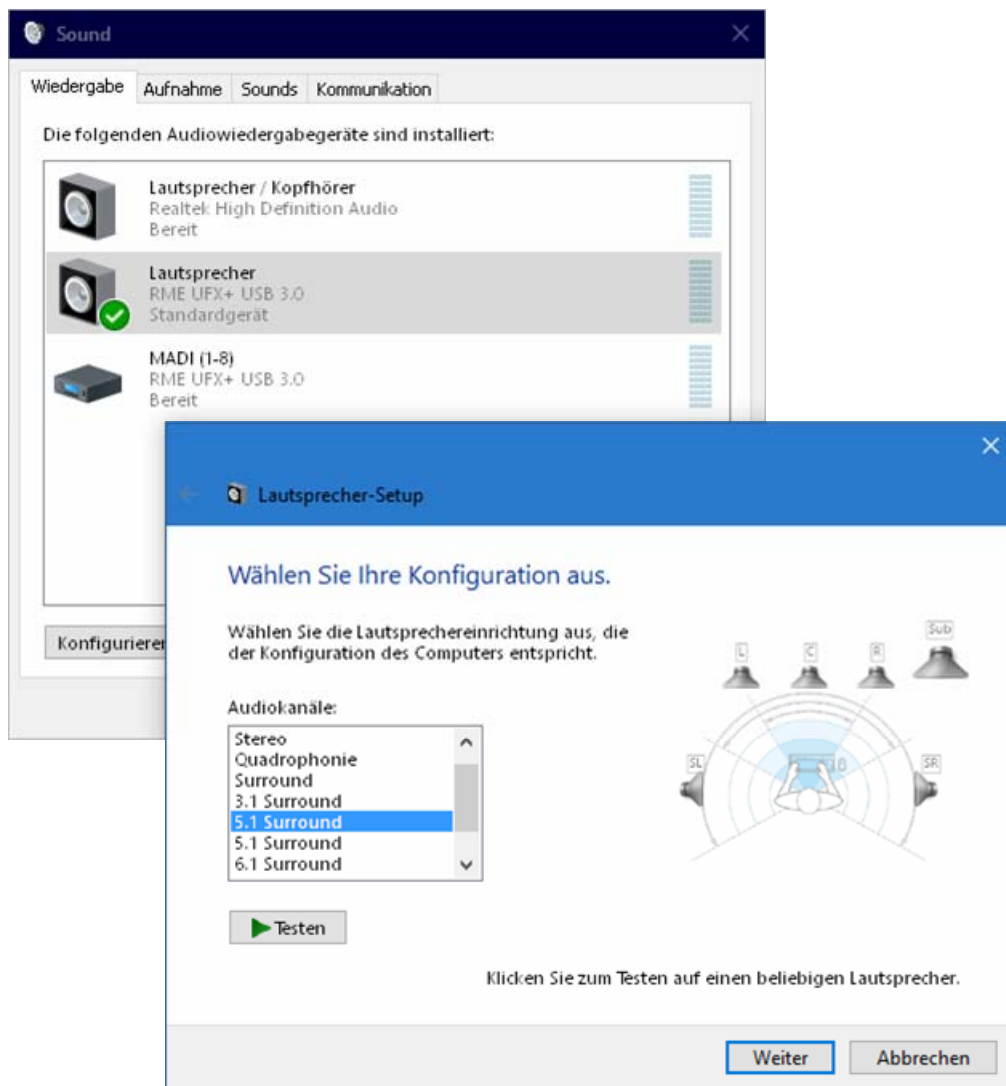 Sound
Wiedergabe Aufnahme Sounds Kommunikation
Die folgenden Audiowiedergabegeräte sind installiert:
Lautsprecher / Kopfhörer
Realtek High Definition Audio
Bereit
Lautsprecher
RME UFX+ USB 3.0
Standardgerät
MADI (1-8)
RME UFX+ USB 3.0
Bereit
Konfigurieren
Lautsprecher-Setup
Wählen Sie Ihre Konfiguration aus.
Wählen Sie die Lautsprechereinrichtung aus, die
der Konfiguration des Computers entspricht.
Audiokanäle:
Stereo
Quadrophonie
Surround
3.1 Surround
5.1 Surround
5.1 Surround
6.1 Surround
Sub
L C R
SL SR
Testen
Klicken Sie zum Testen auf einen beliebigen Lautsprecher.
Weiter Abbrechen